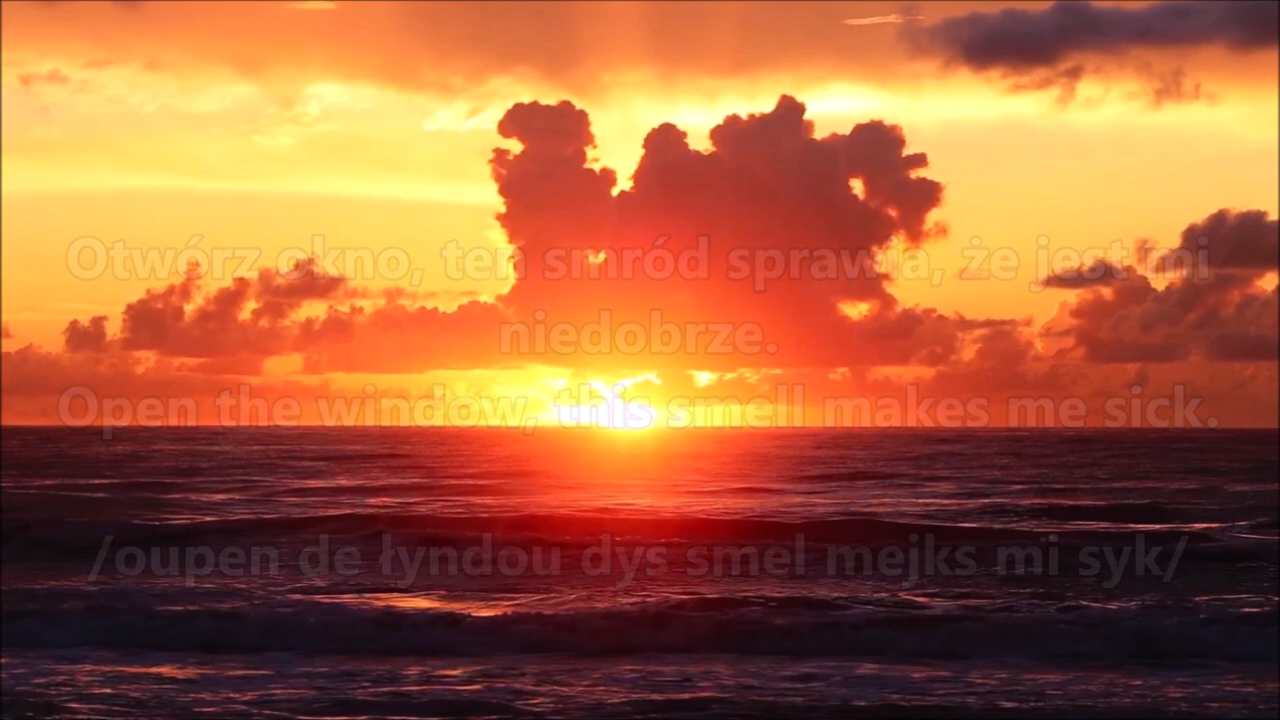 Otwórz okno, ten smród sprawia, że jest mi
niedobrze.
Open the window, this smell makes me sick.
/oupen de łyndou dys smel mejks mi syk/